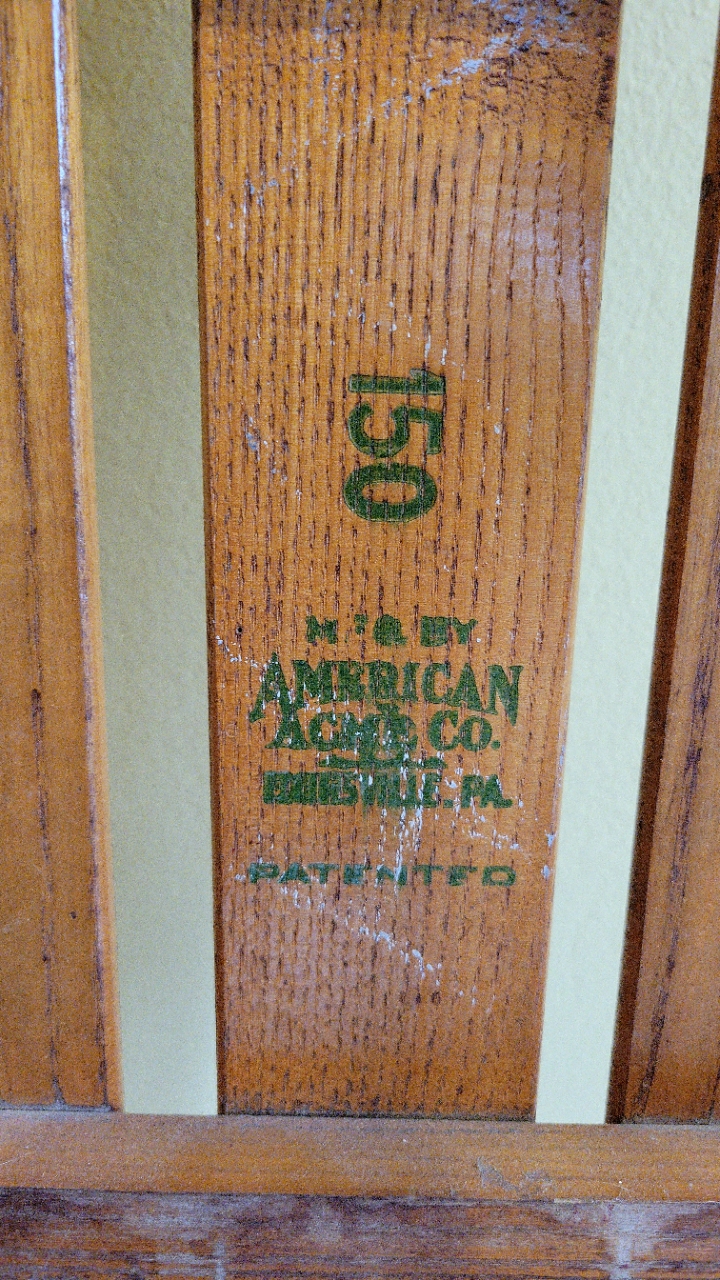 150
BY
AMERICAN
ACME CO.
EMIGSVILLE, PA.
PATENTED